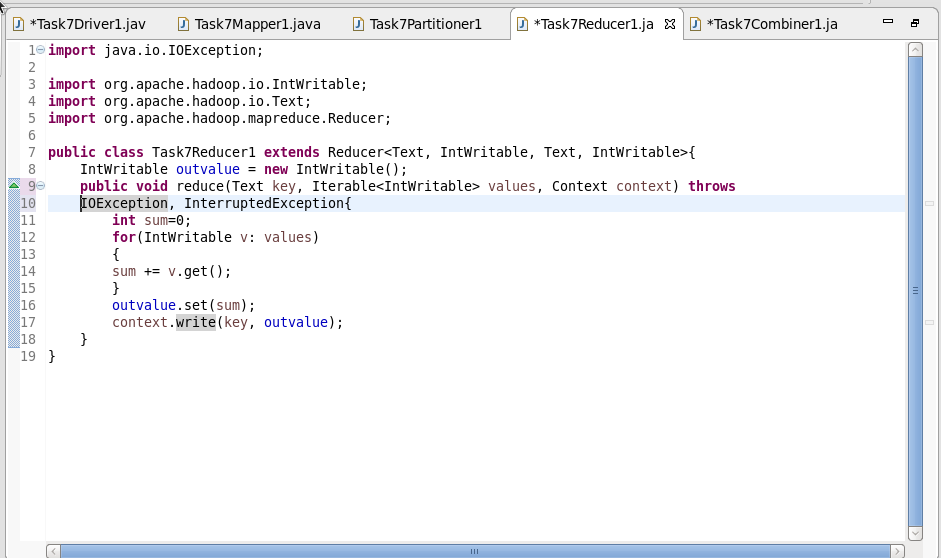 *Task7Driver1.jav Task7Mapper1.java Task7Partitioner1 *Task7Reducer1.ja *Task7Combiner1.ja
1 import java.io.IOException;
2
3 import org.apache.hadoop.io.IntWritable;
4 import org.apache.hadoop.io.Text;
5 import org.apache.hadoop.mapreduce.Reducer;
6
7 public class Task7Reducer1 extends Reducer<Text, IntWritable, Text, IntWritable>{
8 IntWritable outvalue = new IntWritable();
9 public void reduce(Text key, Iterable<IntWritable> values, Context context) throws
10 IOException, InterruptedException{
11 int sum=0;
12 for(IntWritable v: values)
13 {
14 sum += v.get();
15 }
16 outvalue.set(sum);
17 context.write(key, outvalue);
18 }
19 }